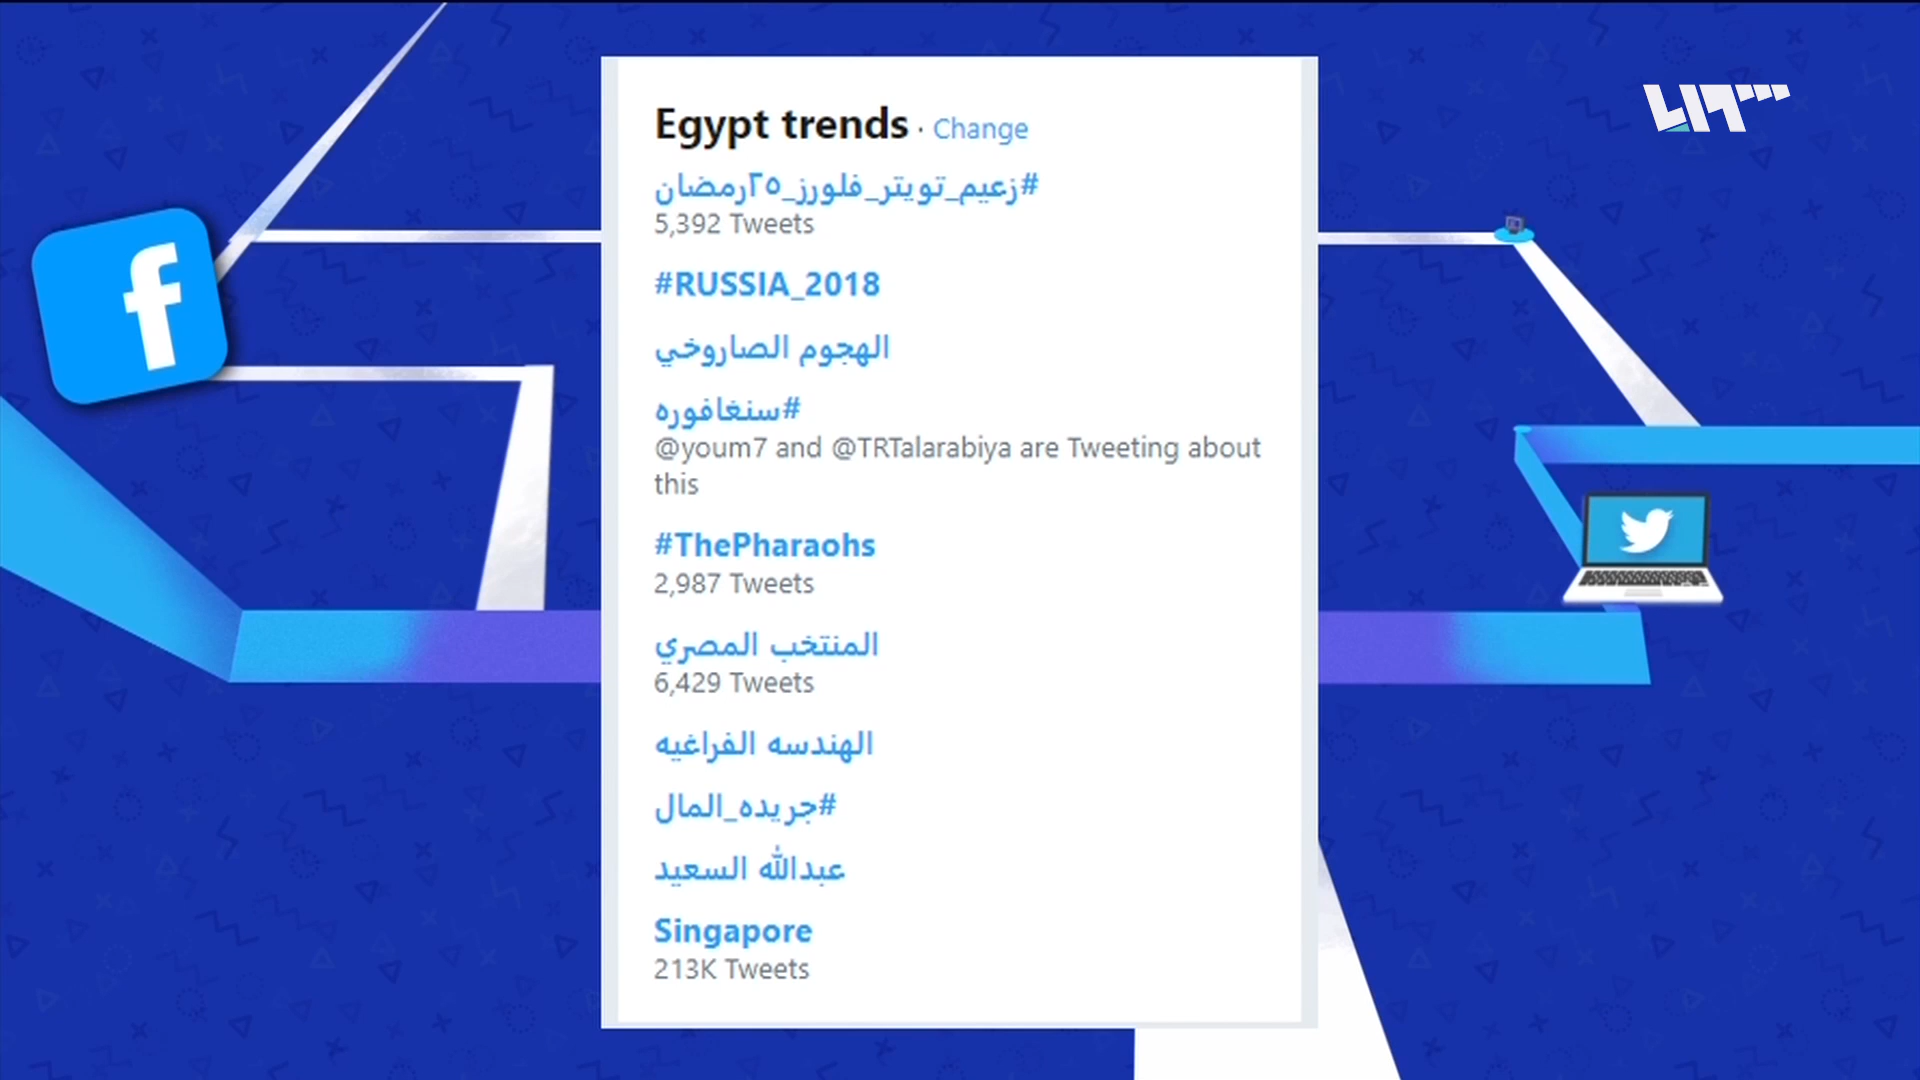 Egypt trends · Change
#زعيم_تويتر_فلورز_٢٥رمضان
5,392 Tweets
#RUSSIA_2018
الهجوم الصاروخي
#سنغافوره
@youm7 and @TRTalarabiya are Tweeting about
this
#ThePharaohs
2,987 Tweets
المنتخب المصري
6,429 Tweets
الهندسه الفراغيه
#جريده_المال
عبدالله السعيد
Singapore
213K Tweets